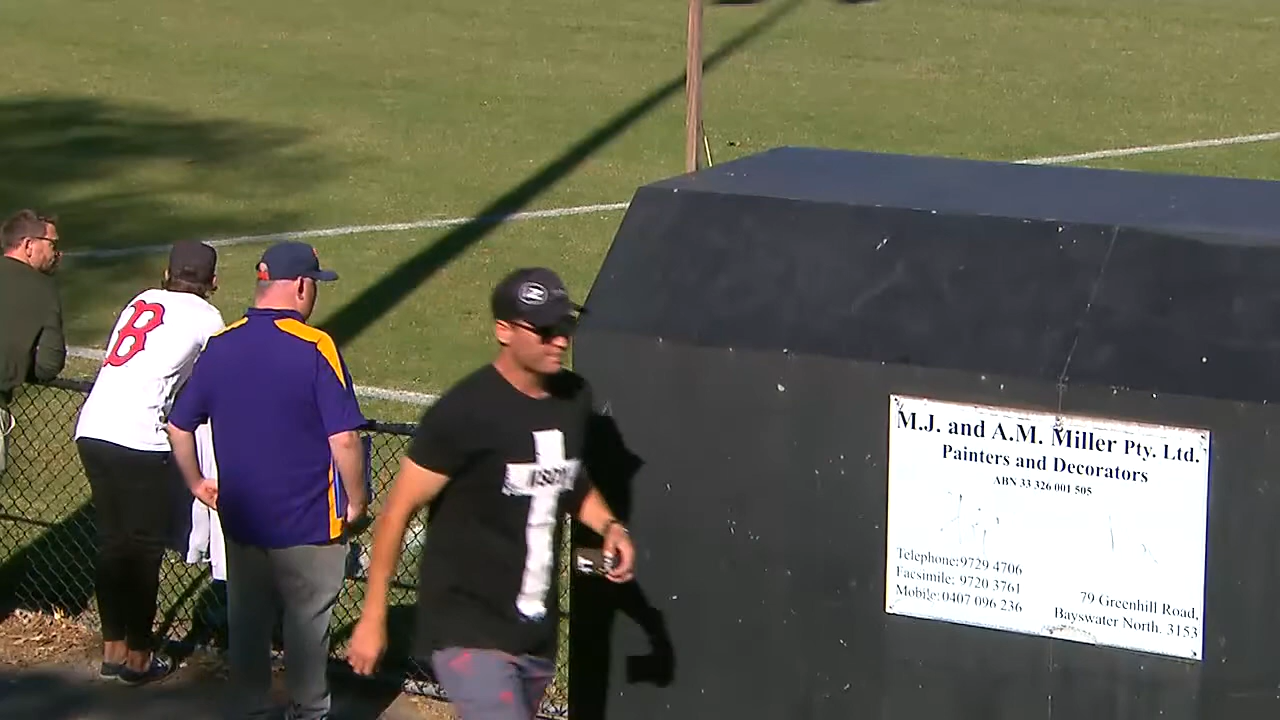 B
M.J. and A.M. Miller Pty. Ltd.
Painters and Decorators
ABN 33 326 001 505
Telephone:9729 4706
Facsimile: 9720 3761
Mobile:0407 096 236
79 Greenhill Road,
Bayswater North. 3153